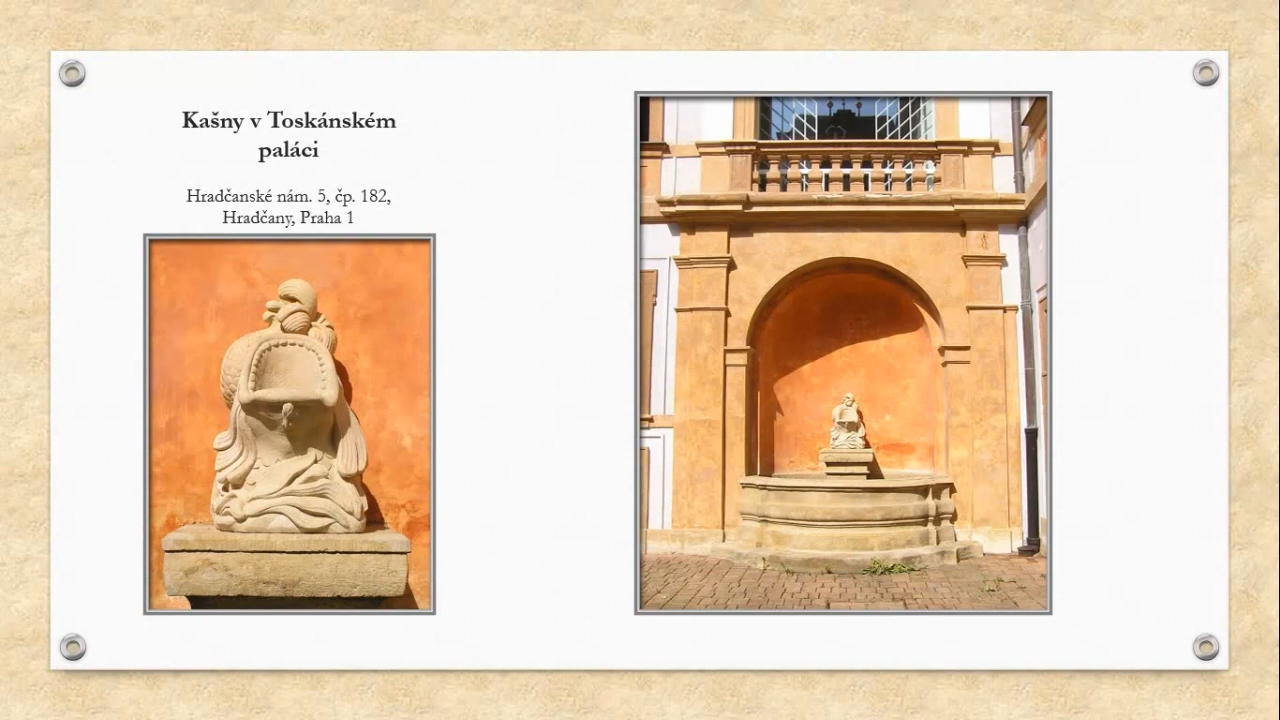 Kašny v Toskánském
paláci
Hradčanské nám. 5, čp. 182,
Hradčany, Praha 1